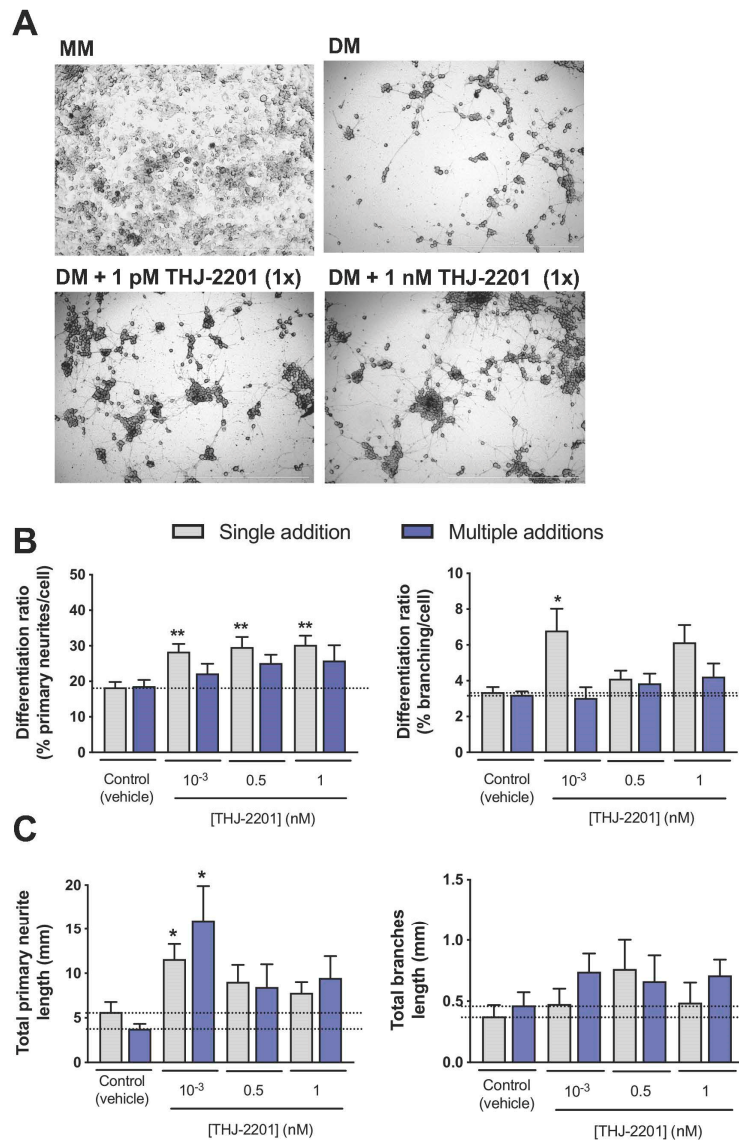 A
MM
DM
DM + 1 pM THJ-2201 (1x)
DM + 1 nM THJ-2201 (1x)
B
Single addition
Multiple additions
Differentiation ratio
(% primary neurites/cell)
50
40
30
20
10
0
**
**
**
Control
(vehicle)
10-3
0.5
1
[THJ-2201] (nM)
Differentiation ratio
(% branching/cell)
10
8
6
4
2
0
*
Control
(vehicle)
10-3
0.5
1
[THJ-2201] (nM)
C
Total primary neurite
length (mm)
20
15
10
5
0
*
*
Control
(vehicle)
10-3
0.5
1
[THJ-2201] (nM)
Total branches
length (mm)
1.5
1.0
0.5
0.0
Control
(vehicle)
10-3
0.5
1
[THJ-2201] (nM)